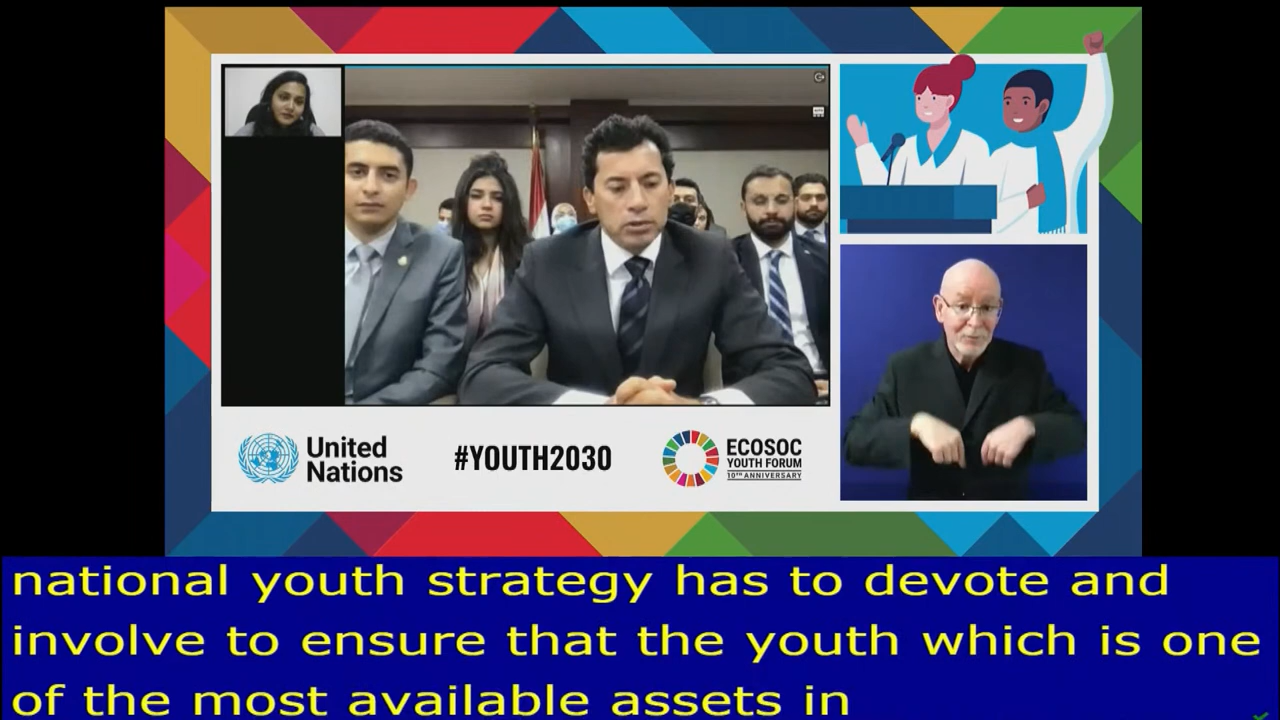 United
Nations
#YOUTH2030
ECOSOC
YOUTH FORUM
10TH ANNIVERSARY
national youth strategy has to devote and
involve to ensure that the youth which is one
of the most available assets in